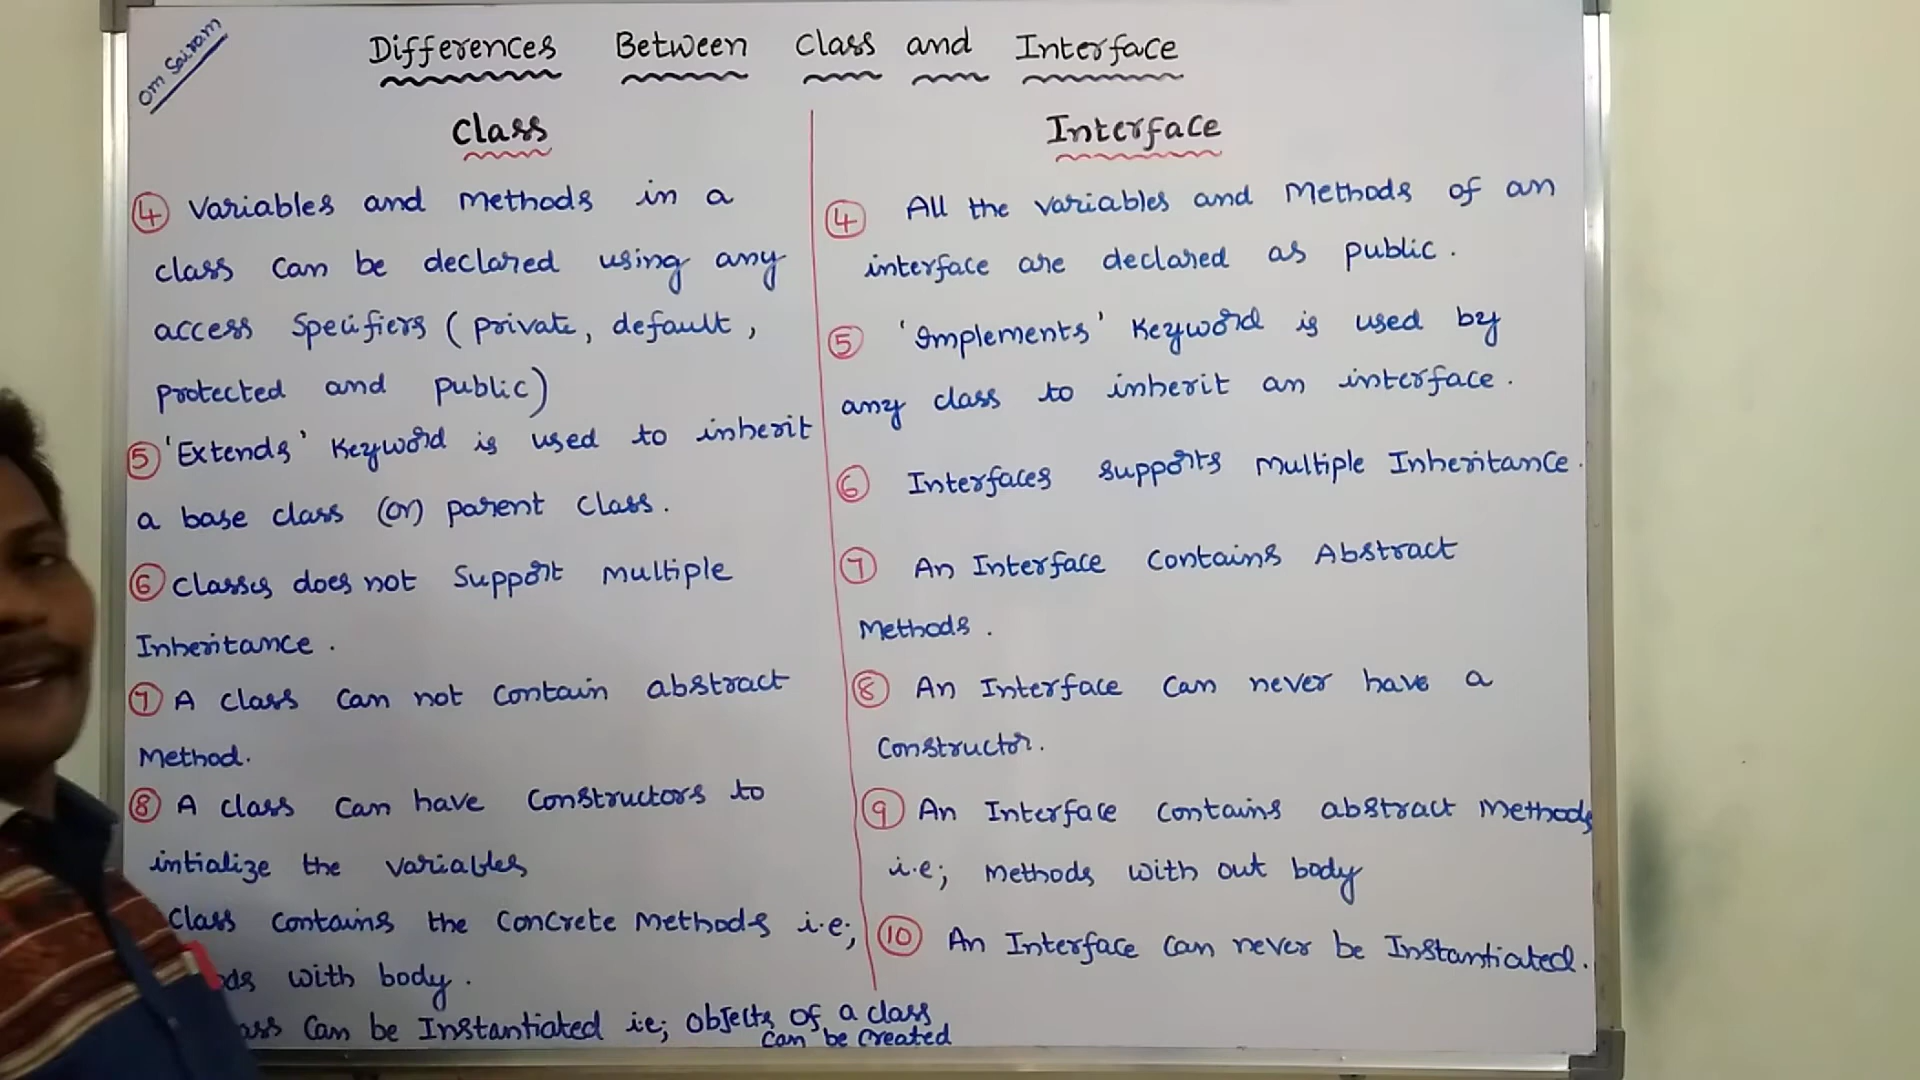 Om Sairam
Differences Between Class and Interface
Class
④ Variables and Methods in a
class can be declared using any
access Specifiers (private, default,
protected and public)
⑤ 'Extends' Keyword is used to inherit
a base class (or) parent class.
⑥ Classes does not Support Multiple
Inheritance.
⑦ A class can not contain abstract
Method.
⑧ A class can have constructors to
intialize the variables
Class contains the Concrete Methods i.e;
ods with body.
ass Can be Instantiated i.e; objects of a class
can be created
Interface
④ All the variables and Methods of an
interface are declared as public.
⑤ 'Implements' Keyword is used by
any class to inherit an interface.
⑥ Interfaces supports Multiple Inheritance.
⑦ An Interface contains Abstract
Methods.
⑧ An Interface can never have a
Constructor.
⑨ An Interface contains abstract Methods
i.e; Methods with out body
⑩ An Interface can never be Instantiated.